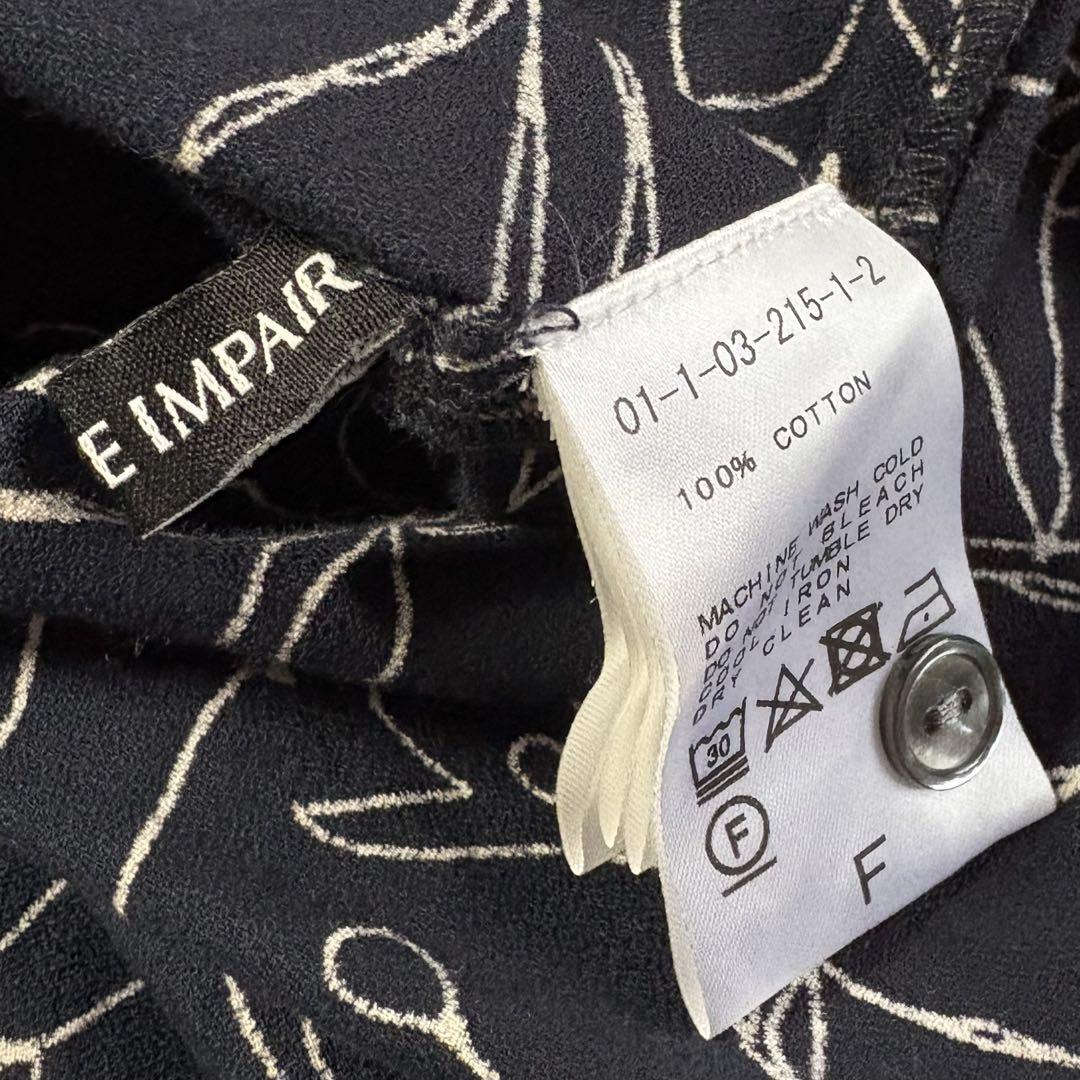 E IMPAIR
01-1-03-215-1-2
100% COTTON
MACHINE WASH COLD
DO NOT BLEACH
DO NOT TUMBLE DRY
COOL IRON
DRY CLEAN
30
F
F